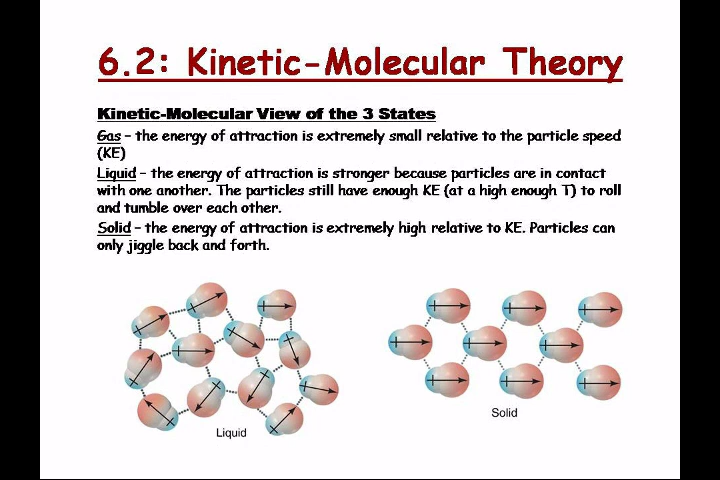 6.2: Kinetic-Molecular Theory
Kinetic-Molecular View of the 3 States
Gas – the energy of attraction is extremely small relative to the particle speed
(KE)
Liquid – the energy of attraction is stronger because particles are in contact
with one another. The particles still have enough KE (at a high enough T) to roll
and tumble over each other.
Solid – the energy of attraction is extremely high relative to KE. Particles can
only jiggle back and forth.
Liquid
Solid